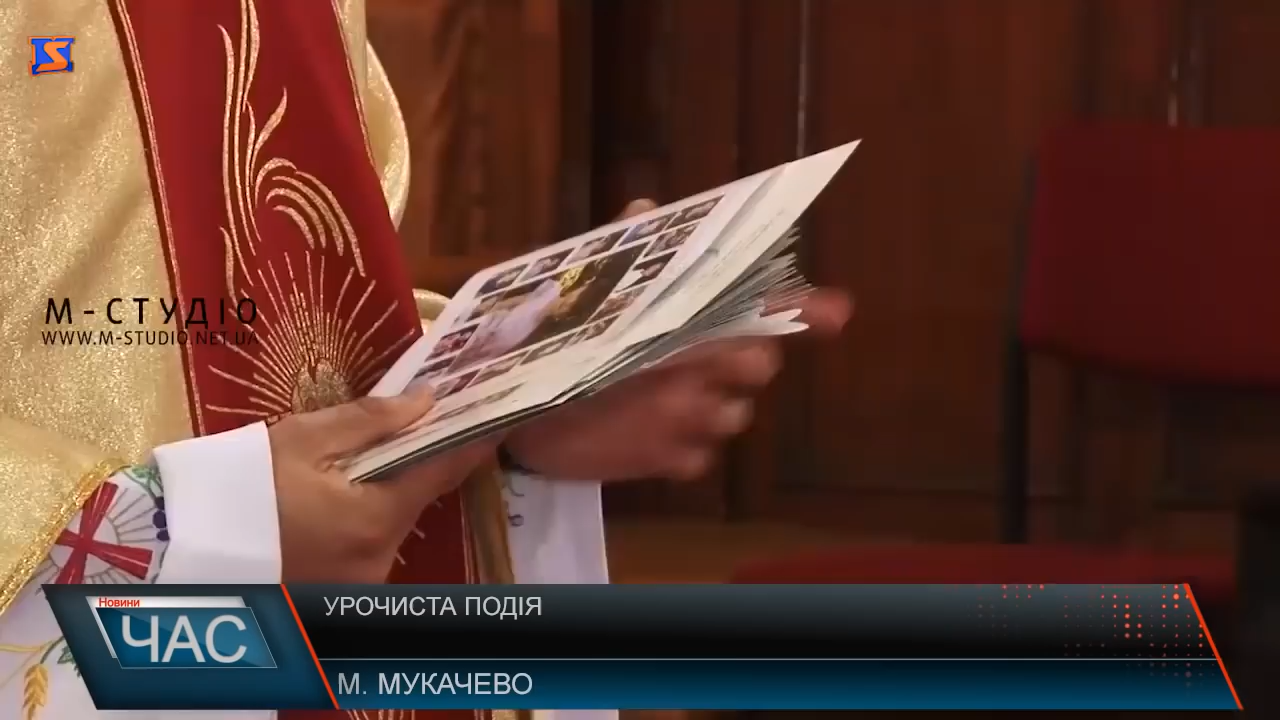 М-СТУДІО
WWW.M-STUDIO.NET.UA
Новини
ЧАС
УРОЧИСТА ПОДІЯ
М. МУКАЧЕВО